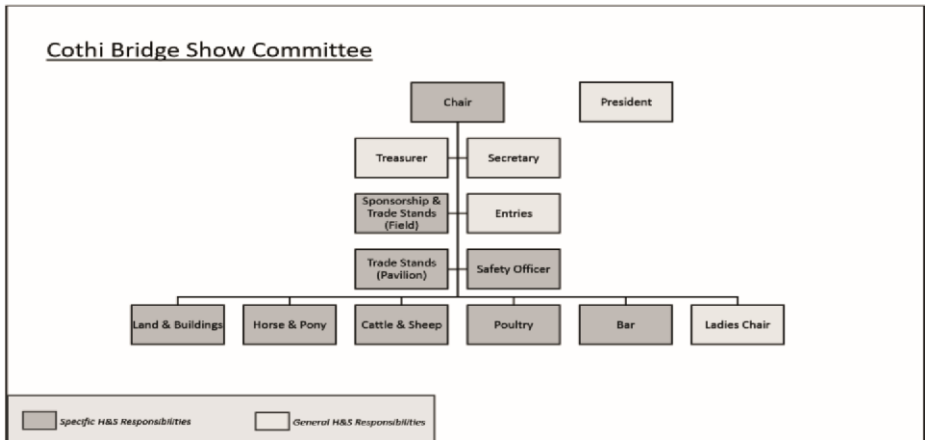 Cothi Bridge Show Committee
Chair
President
Treasurer
Secretary
Sponsorship &
Trade Stands
(Field)
Entries
Trade Stands
(Pavilion)
Safety Officer
Land & Buildings
Horse & Pony
Cattle & Sheep
Poultry
Bar
Ladies Chair
Specific H&S Responsibilities
General H&S Responsibilities